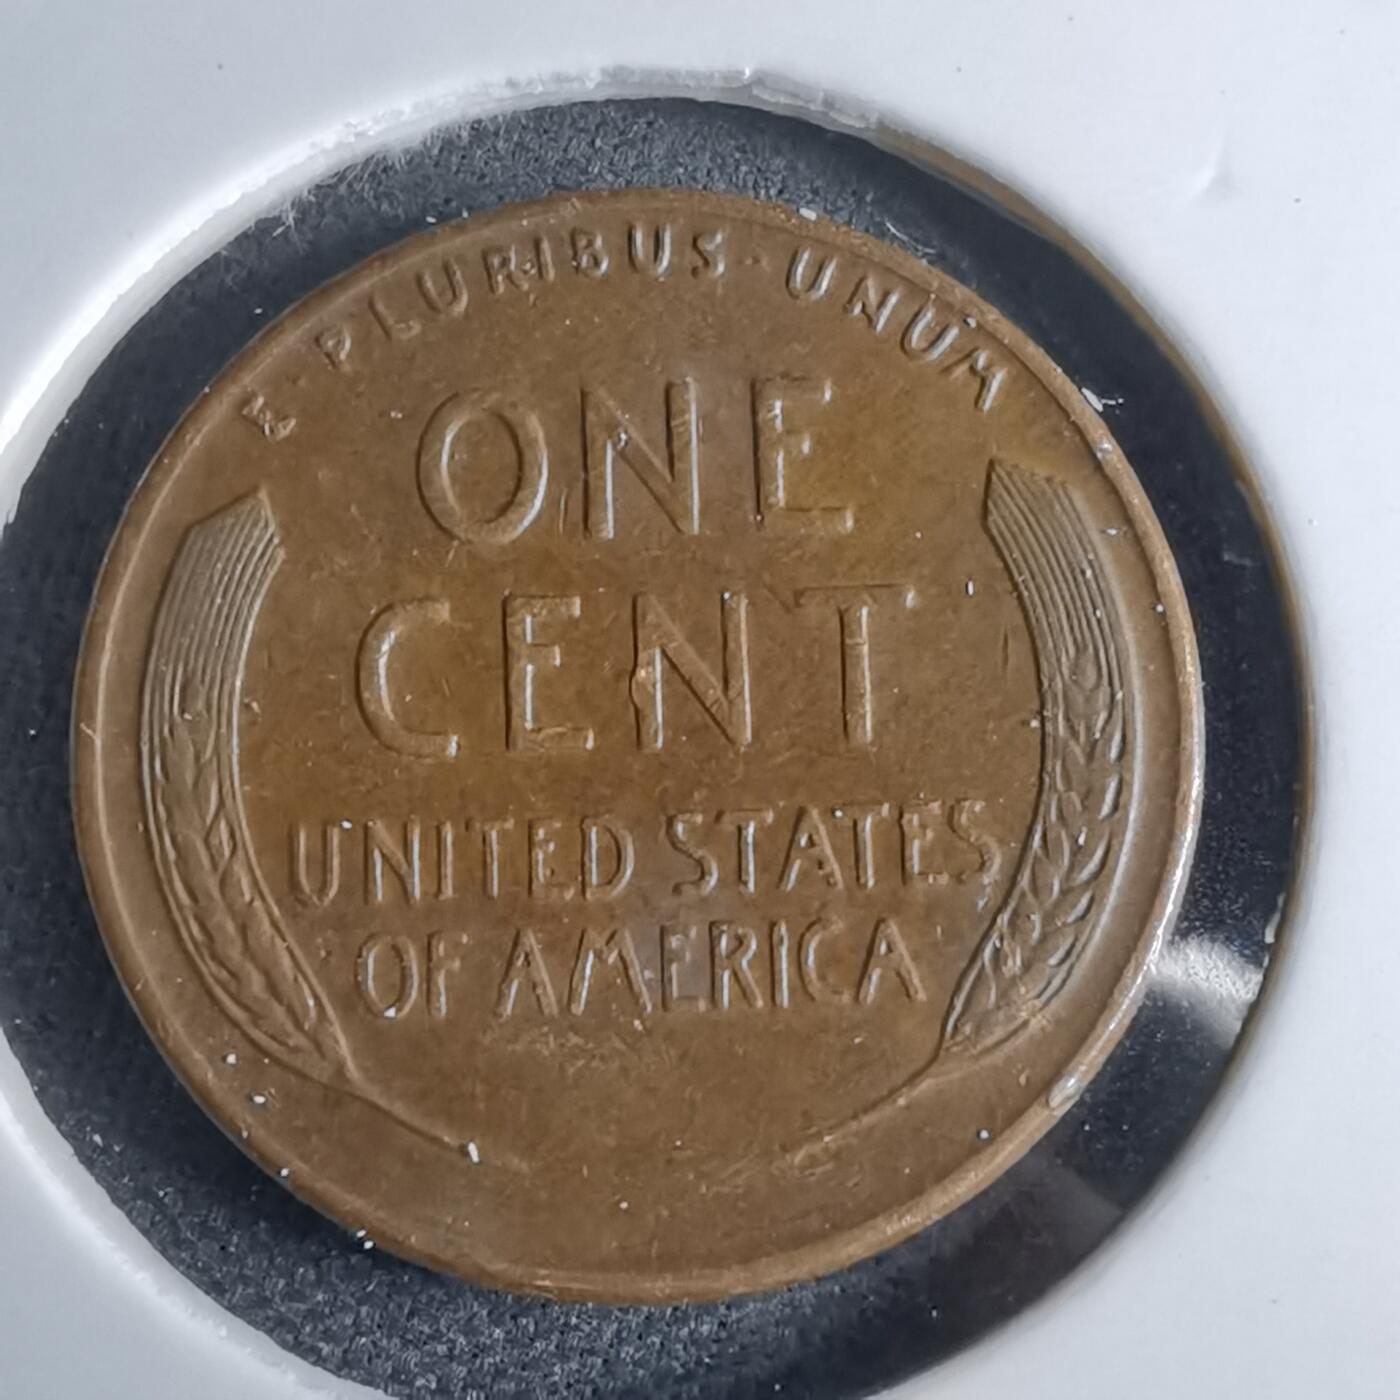 E·PLURIBUS·UNUM
ONE
CENT
UNITED STATES
OF AMERICA